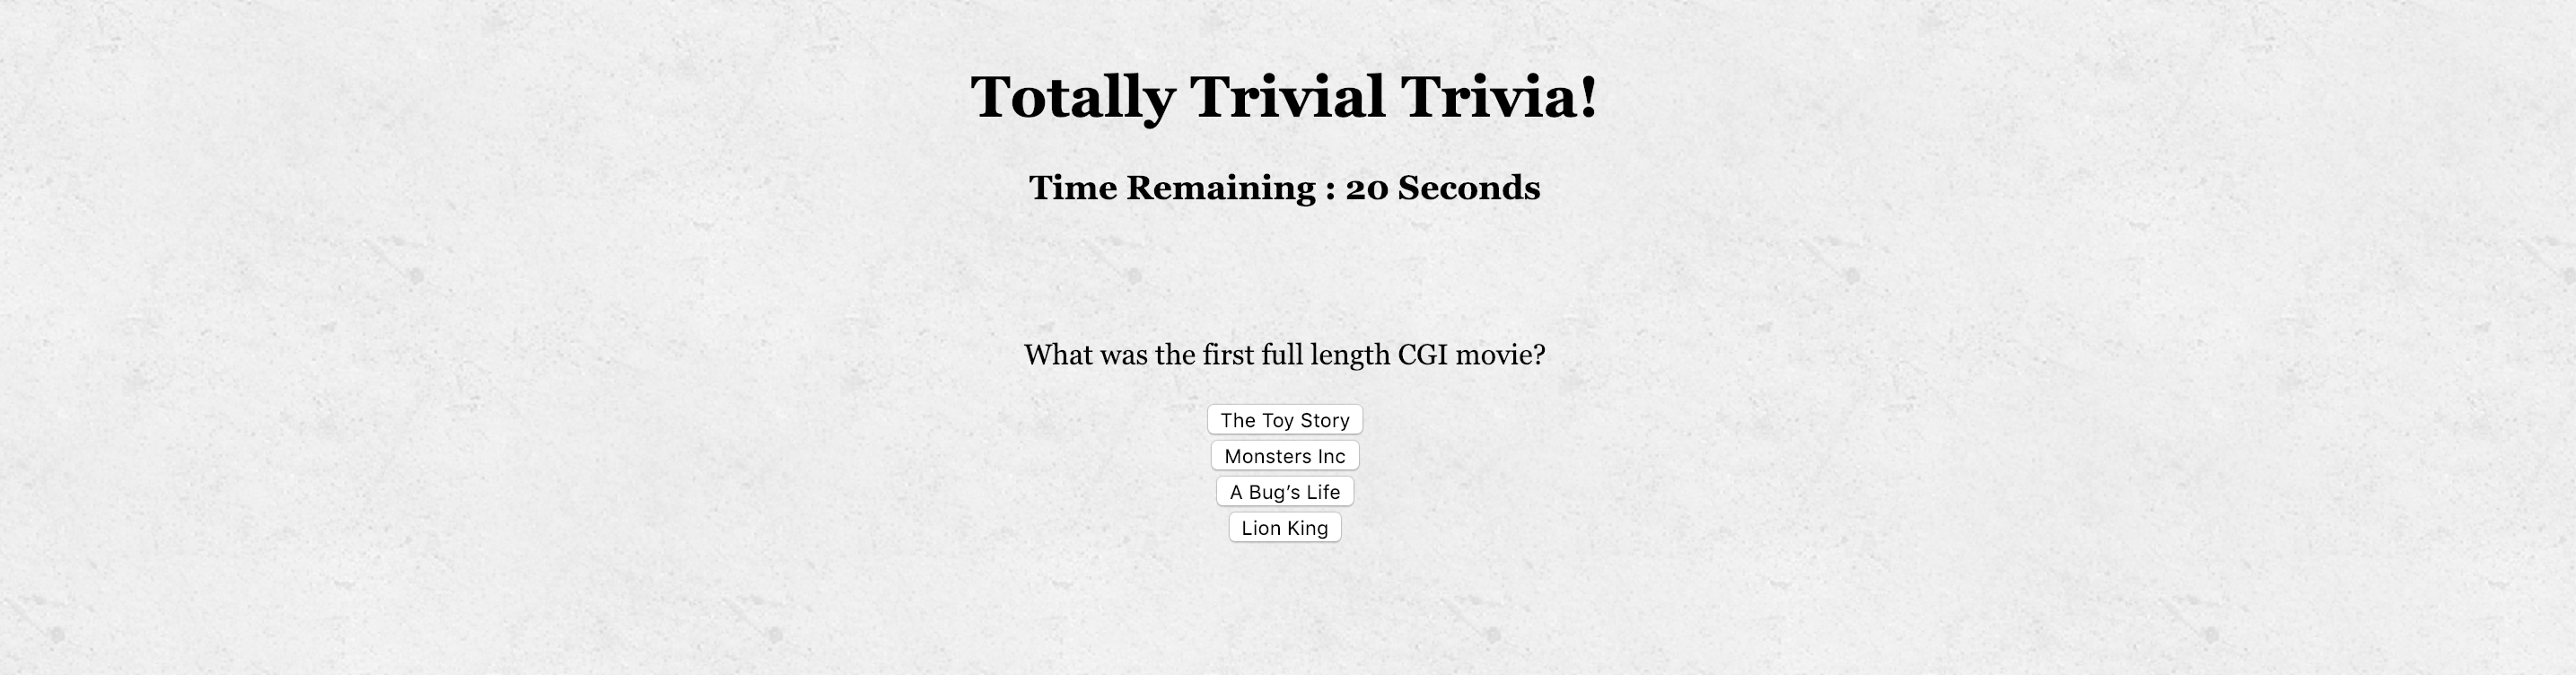 Totally Trivial Trivia!
Time Remaining : 20 Seconds
What was the first full length CGI movie?
The Toy Story
Monsters Inc
A Bug’s Life
Lion King